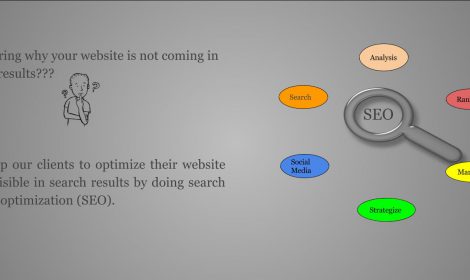 ring why your website is not coming in
results???
p our clients to optimize their website
isible in search results by doing search
optimization (SEO).
Analysis
Search
SEO
Ran
Social
Media
Mar
Strategize